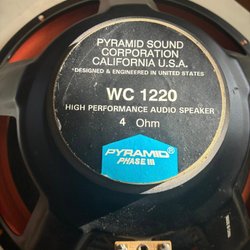 PYRAMID SOUND
CORPORATION
CALIFORNIA U.S.A.
*DESIGNED & ENGINEERED IN UNITED STATES
WC 1220
HIGH PERFORMANCE AUDIO SPEAKER
4 Ohm
PYRAMID®
PHASE III